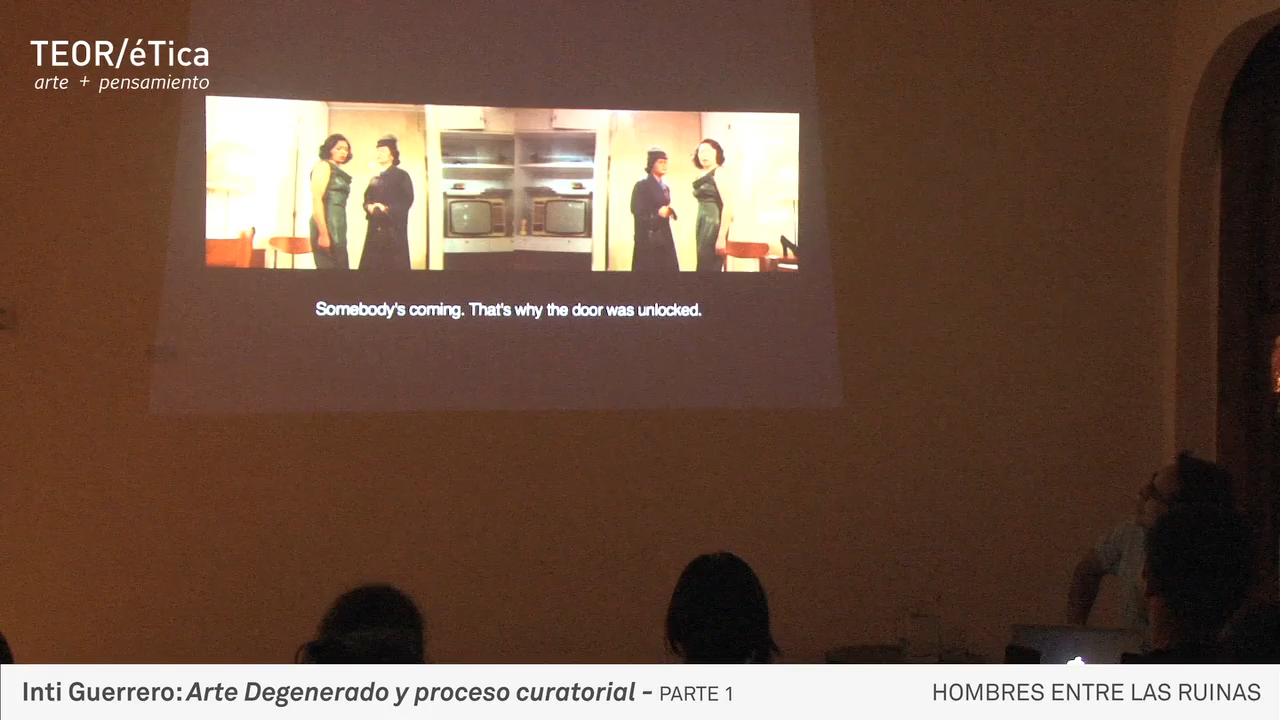 TEOR/éTica
arte + pensamiento
Somebody's coming. That's why the door was unlocked.
Inti Guerrero: Arte Degenerado y proceso curatorial - PARTE 1
HOMBRES ENTRE LAS RUINAS